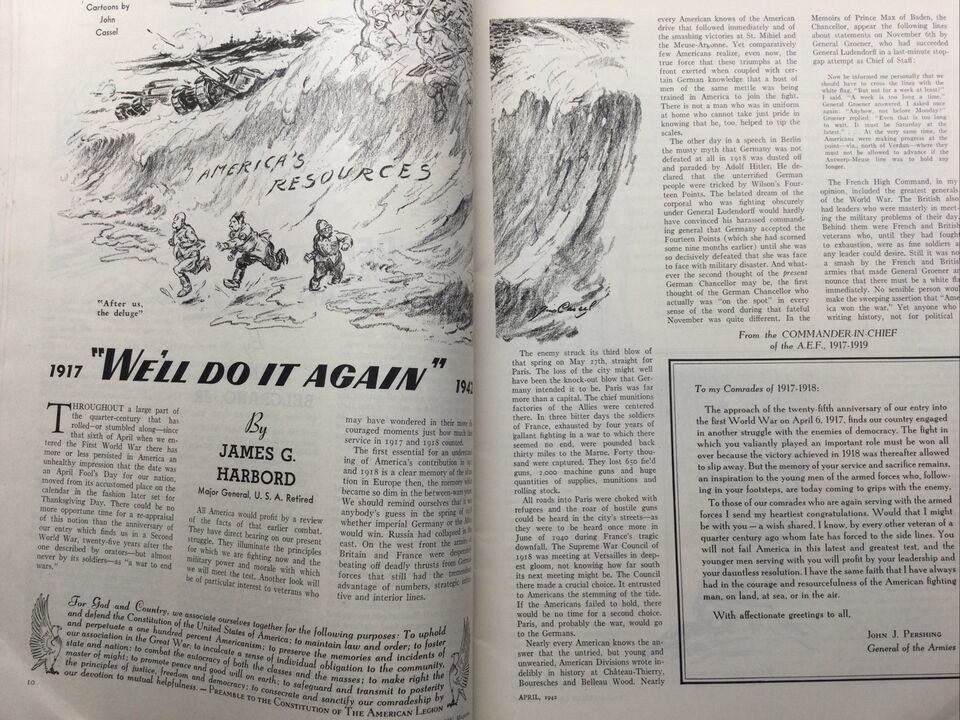 Cartoons by
John
Cassel
AMERICA'S
RESOURCES
"After us,
the deluge"
1917 "WE'LL DO IT AGAIN" 1942
THROUGHOUT a large part of
the quarter-century that has
rolled—or stumbled along—since
that sixth of April when we en-
tered the First World War there has
more or less persisted in America an
unhealthy impression that the date was
an April Fool's Day for our nation,
moved from its accustomed place on the
calendar in the fashion later set for
Thanksgiving Day. There could be no
more opportune time for a re-appraisal
of this notion than the anniversary of
our entry which finds us in a Second
World War, twenty-five years after the
one described by orators—but almost
never by its soldiers—as "a war to end
wars."
By
JAMES G.
HARBORD
Major General, U. S. A. Retired
All America would profit by a review
of the facts of that earlier combat.
They have direct bearing on our present
struggle. They illuminate the principles
for which we are fighting now and the
military power and morale with which
we will meet the test. Another look will
be of particular interest to veterans who
may have wondered in their more
couraged moments just how much
service in 1917 and 1918 counted.
The first essential for an
ing of America's contribution in
and 1918 is a clear memory of the
tion in Europe then, the memory
became so dim in the between-war
We should remind ourselves that it
anybody's guess in the spring of
whether imperial Germany or the
would win. Russia had collapsed
east. On the west front the armies
Britain and France were
beating off deadly thrusts from
forces that still had the
advantage of numbers, strategic
tive and interior lines.
For God and Country, we associate ourselves together for the following purposes: To uphold
and defend the Constitution of the United States of America; to maintain law and order; to foster
and perpetuate a one hundred percent Americanism; to preserve the memories and incidents of
our association in the Great War; to inculcate a sense of individual obligation to the community,
state and nation; to combat the autocracy of both the classes and the masses; to make right the
master of might; to promote peace and good will on earth; to safeguard and transmit to posterity
the principles of justice, freedom and democracy; to consecrate and sanctify our comradeship by
our devotion to mutual helpfulness.—PREAMBLE TO THE CONSTITUTION OF THE AMERICAN LEGION
10
John Cassel
The enemy struck its third blow of
that spring on May 27th, straight for
Paris. The loss of the city might well
have been the knock-out blow that Ger-
many intended it to be. Paris was far
more than a capital. The chief munitions
factories of the Allies were centered
there. In three bitter days the soldiers
of France, exhausted by four years of
gallant fighting in a war to which there
seemed no end, were pounded back
thirty miles to the Marne. Forty thou-
sand were captured. They lost 650 fie'd
guns, 2,000 machine guns and huge
quantities of supplies, munitions and
rolling stock.
All roads into Paris were choked with
refugees and the roar of hostile guns
could be heard in the city's streets—as
they were to be heard once more in
June of 1940 during France's tragic
downfall. The Supreme War Council of
1918 was meeting at Versailles in deep-
est gloom, not knowing how far south
its next meeting might be. The Council
there made a crucial choice. It entrusted
to the Americans the stemming of the tide.
If the Americans failed to hold, there
would be no time for a second choice.
Paris, and probably the war, would go
to the Germans.
Nearly every American knows the an-
swer that the untried, but young and
unwearied, American Divisions wrote in-
delibly in history at Château-Thierry,
Bouresches and Belleau Wood. Nearly
APRIL, 1942
every American knows of the American
drive that followed immediately and of
the smashing victories at St. Mihiel and
the Meuse-Argonne. Yet comparatively
few Americans realize, even now, the
true force that these triumphs at the
front exerted when coupled with cer-
tain German knowledge that a host of
men of the same mettle was being
trained in America to join the fight.
There is not a man who was in uniform
at home who cannot take just pride in
knowing that he, too, helped to tip the
scales.
The other day in a speech in Berlin
the musty myth that Germany was not
defeated at all in 1918 was dusted off
and paraded by Adolf Hitler. He de-
clared that the unterrified German
people were tricked by Wilson's Four-
teen Points. The belated dream of the
corporal who was fighting obscurely
under General Ludendorff would hardly
have convinced his harassed command-
ing general that Germany accepted the
Fourteen Points (which she had scorned
some nine months earlier) until she was
so decisively defeated that she was face
to face with military disaster. And what-
ever the second thought of the present
German Chancellor may be, the first
thought of the German Chancellor who
actually was "on the spot" in every
sense of the word during that fateful
November was quite different. In the
Memoirs of Prince Max of Baden, the
Chancellor, appear the following lines
about statements on November 6th by
General Groener, who had succeeded
General Ludendorff in a last-minute stop-
gap attempt as Chief of Staff:
Now he informed me personally that we
should have to cross the lines with the
white flag. "But not for a week at least?"
I said. "A week is too long a time,"
General Groener answered. I asked once
again: "Anyhow, not before Monday?"
Groener replied: "Even that is too long
to wait. It must be Saturday at the
latest." . . . At the very same time, the
Americans were making progress at the
point—via, north of Verdun—where they
must not be allowed to advance if the
Antwerp-Meuse line was to hold any
longer.
The French High Command, in my
opinion, included the greatest generals
of the World War. The British also
had leaders who were masterly in meet-
ing the military problems of their day.
Behind them were French and British
veterans who, until they had fought
to exhaustion, were as fine soldiers as
any leader could desire. Still it was not
a smash by the French and British
armies that made General Groener an-
nounce that there must be a white flag
immediately. No sensible person would
make the sweeping assertion that "Ame
ica won the war." Yet anyone who
writing history, not for political
From the COMMANDER-IN-CHIEF
of the A.E.F., 1917-1919
To my Comrades of 1917-1918:
The approach of the twenty-fifth anniversary of our entry into
the first World War on April 6, 1917, finds our country engaged
in another struggle with the enemies of democracy. The fight in
which you valiantly played an important role must be won all
over because the victory achieved in 1918 was thereafter allowed
to slip away. But the memory of your service and sacrifice remains,
an inspiration to the young men of the armed forces who, follow-
ing in your footsteps, are today coming to grips with the enemy.
To those of our comrades who are again serving with the armed
forces I send my heartiest congratulations. Would that I might
be with you—a wish shared, I know, by every other veteran of a
quarter century ago whom fate has forced to the side lines. You
will not fail America in this latest and greatest test, and the
younger men serving with you will profit by your leadership and
your dauntless resolution. I have the same faith that I have always
had in the courage and resourcefulness of the American fighting
man, on land, at sea, or in the air.
With affectionate greetings to all,
JOHN J. PERSHING
General of the Armies